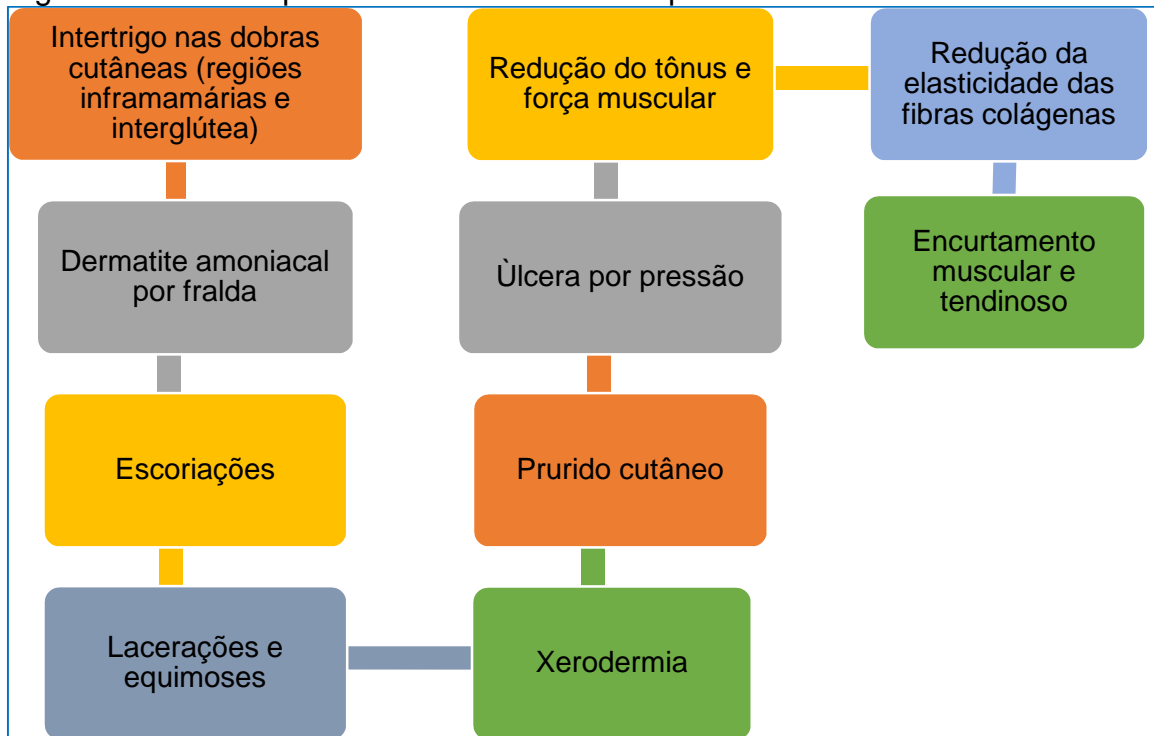 Intertrigo nas dobras
cutâneas (regiões
inframamárias e
interglútea)
Dermatite amoniacal
por fralda
Escoriações
Lacerações e
equimoses
Xerodermia
Prurido cutâneo
Ùlcera por pressão
Redução do tônus e
força muscular
Redução da
elasticidade das
fibras colágenas
Encurtamento
muscular e
tendinoso